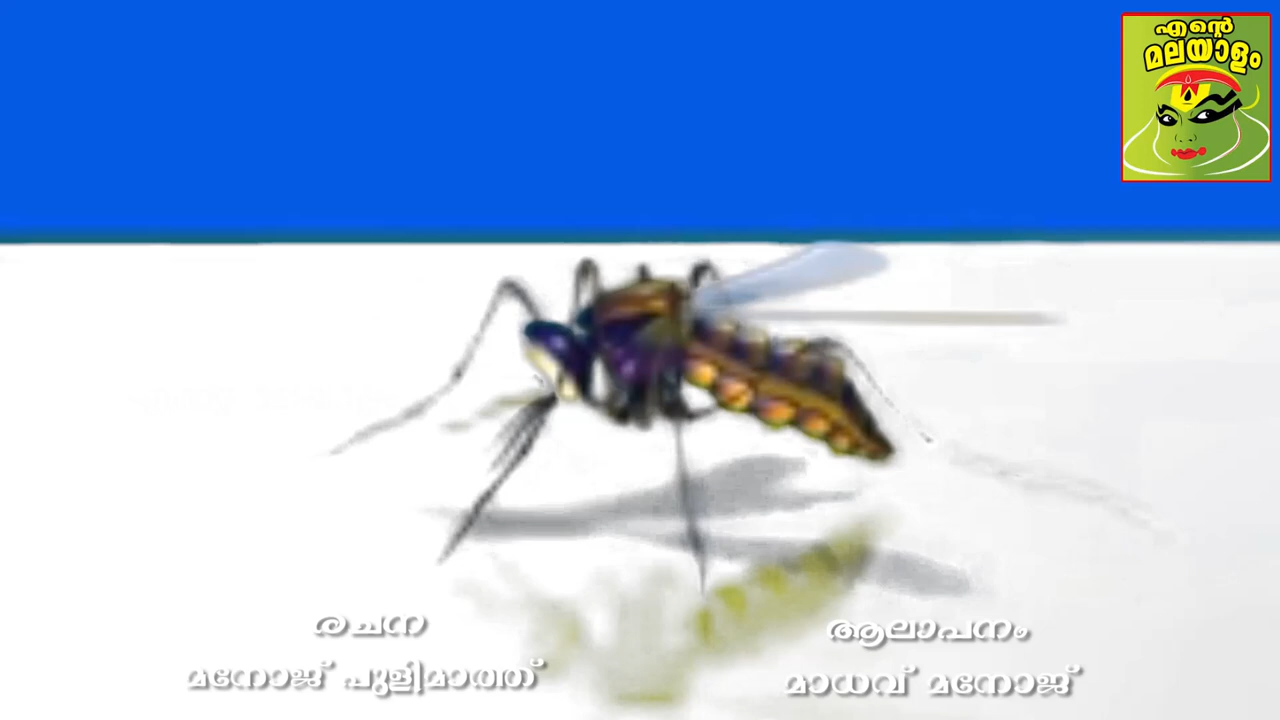 എന്റെ
മലയാളം
രചന
മനോജ് പുളിമാത്ത്
ആലാപനം
മാധവ് മനോജ്